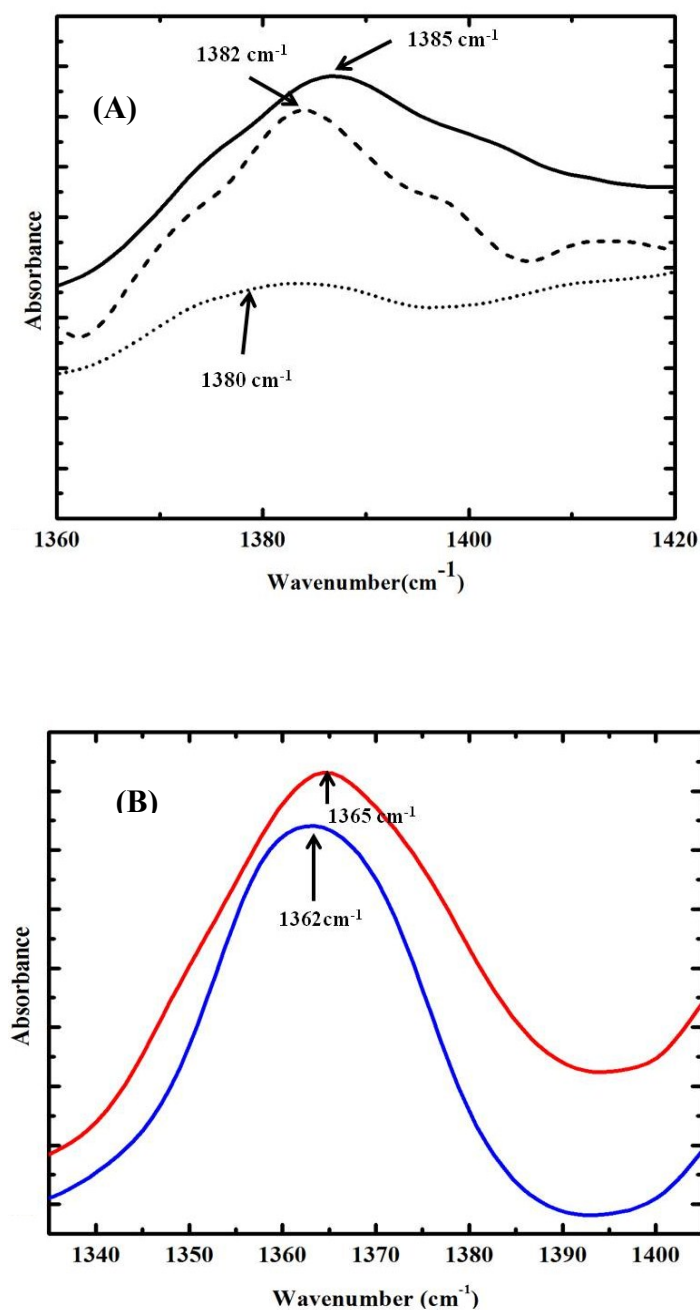 1382 cm⁻¹
1385 cm⁻¹
(A)
Absorbance
1380 cm⁻¹
1360 1380 1400 1420
Wavenumber(cm⁻¹)
(B)
1365 cm⁻¹
1362cm⁻¹
Absorbance
1340 1350 1360 1370 1380 1390 1400
Wavenumber (cm⁻¹)